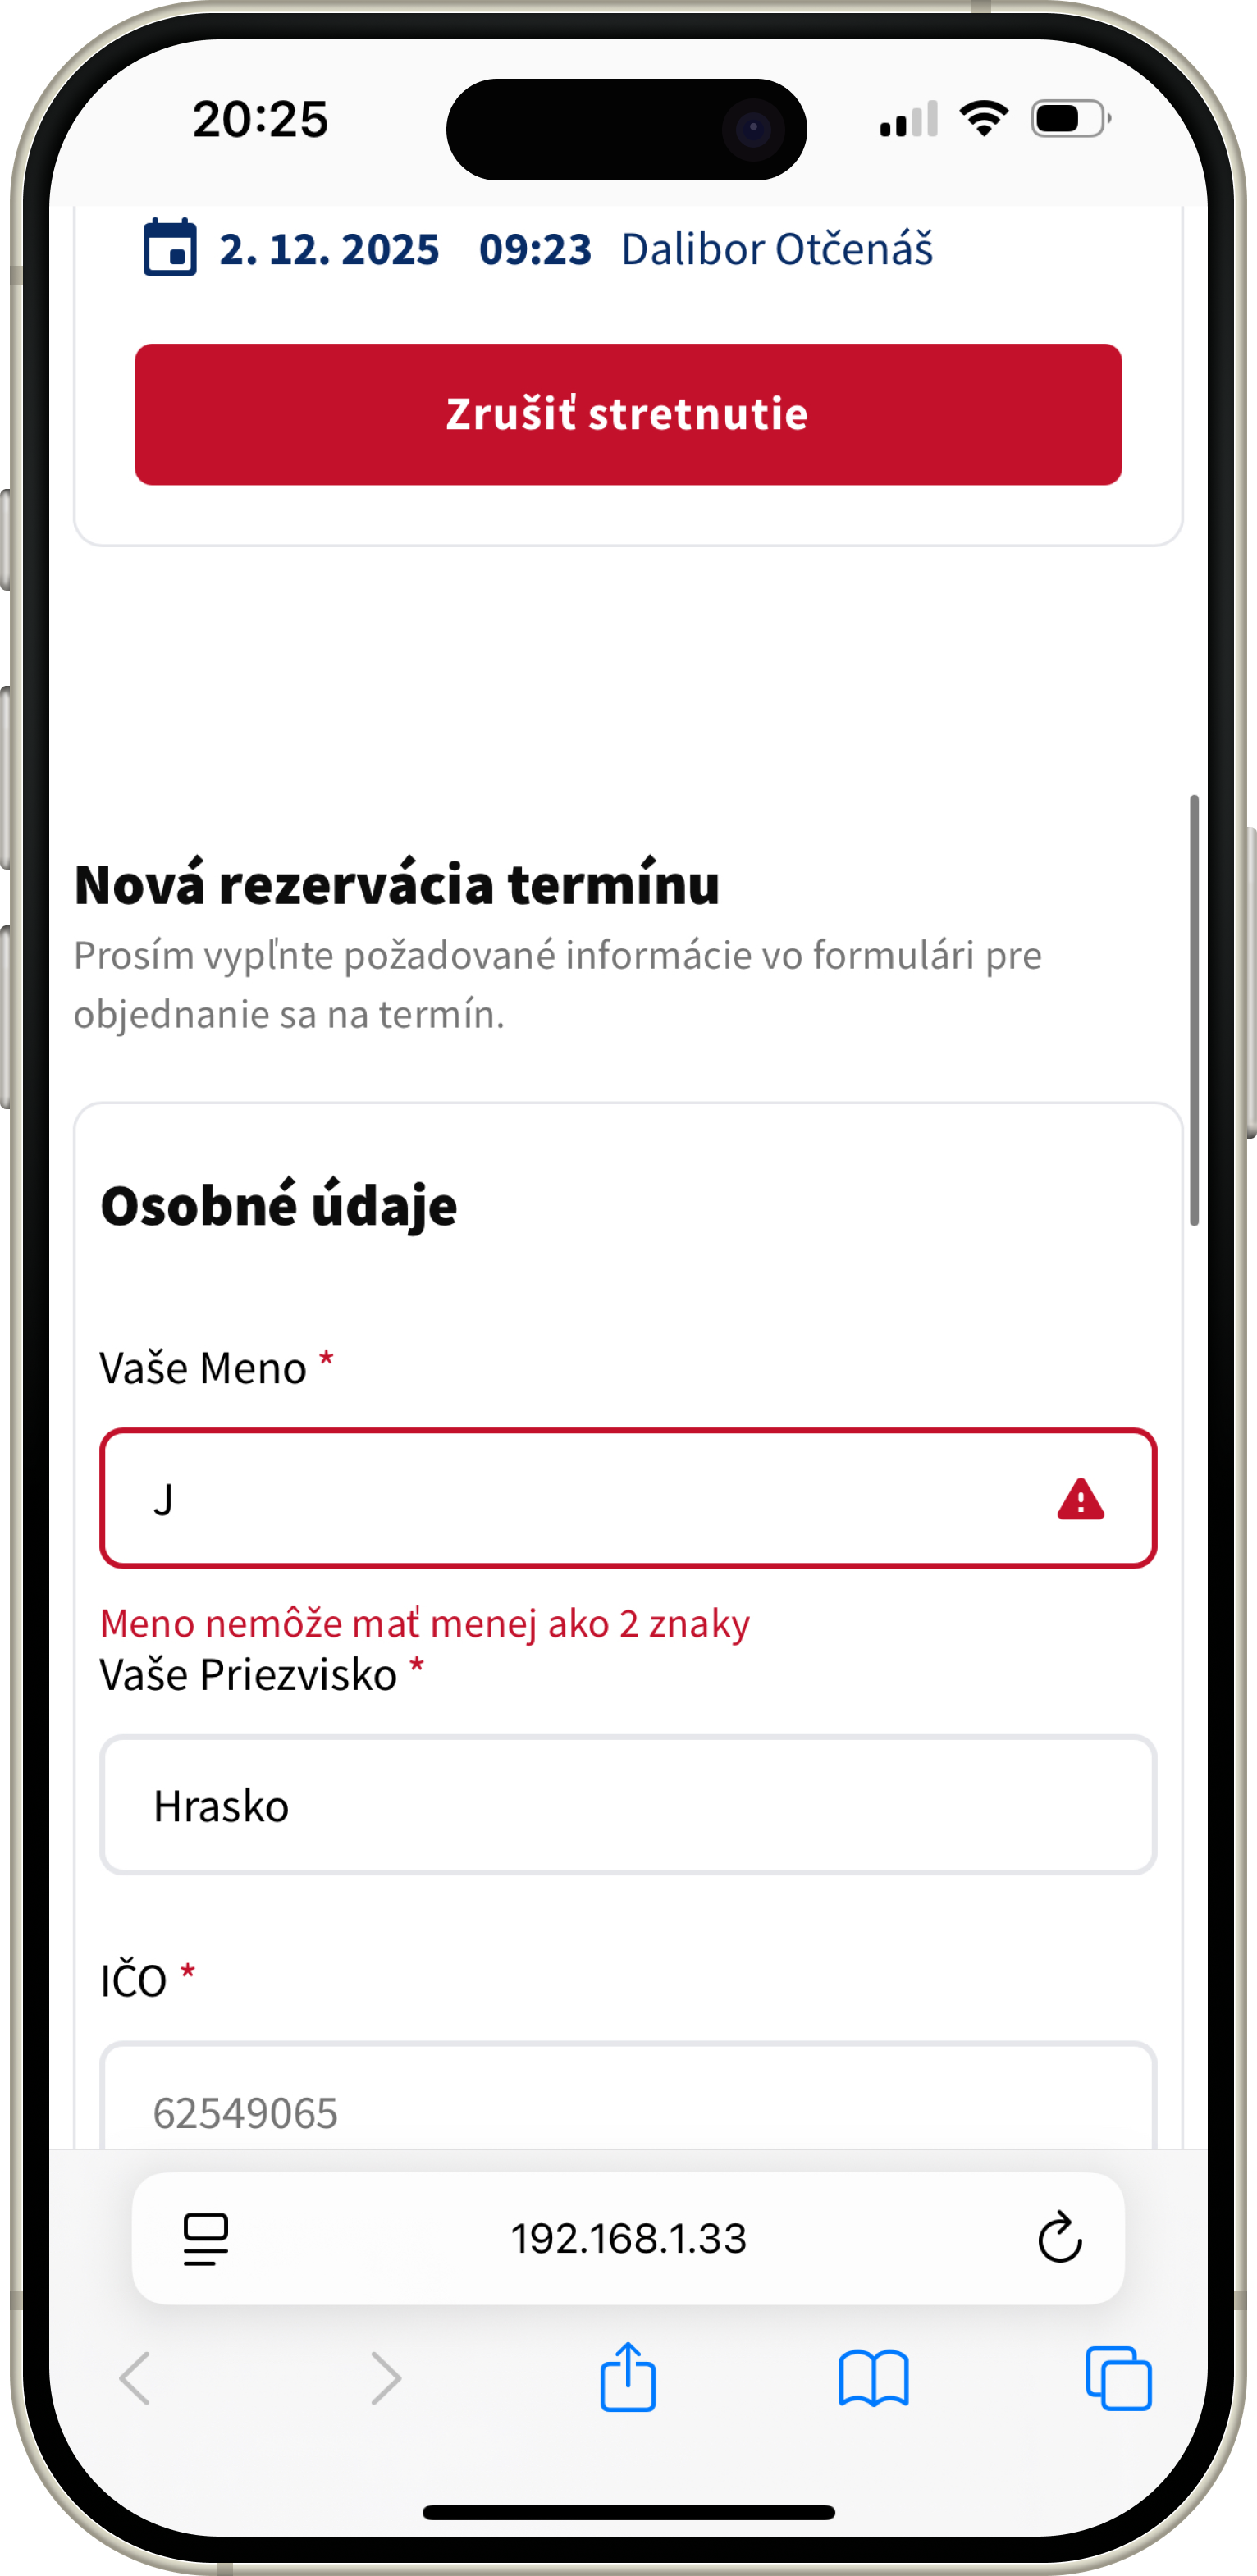 20:25
2. 12. 2025 09:23 Dalibor Otčenáš
Zrušiť stretnutie
Nová rezervácia termínu
Prosím vypĺnte požadované informácie vo formulári pre
objednanie sa na termín.
Osobné údaje
Vaše Meno *
J
Meno nemôže mať menej ako 2 znaky
Vaše Priezvisko *
Hrasko
IČO *
62549065
192.168.1.33